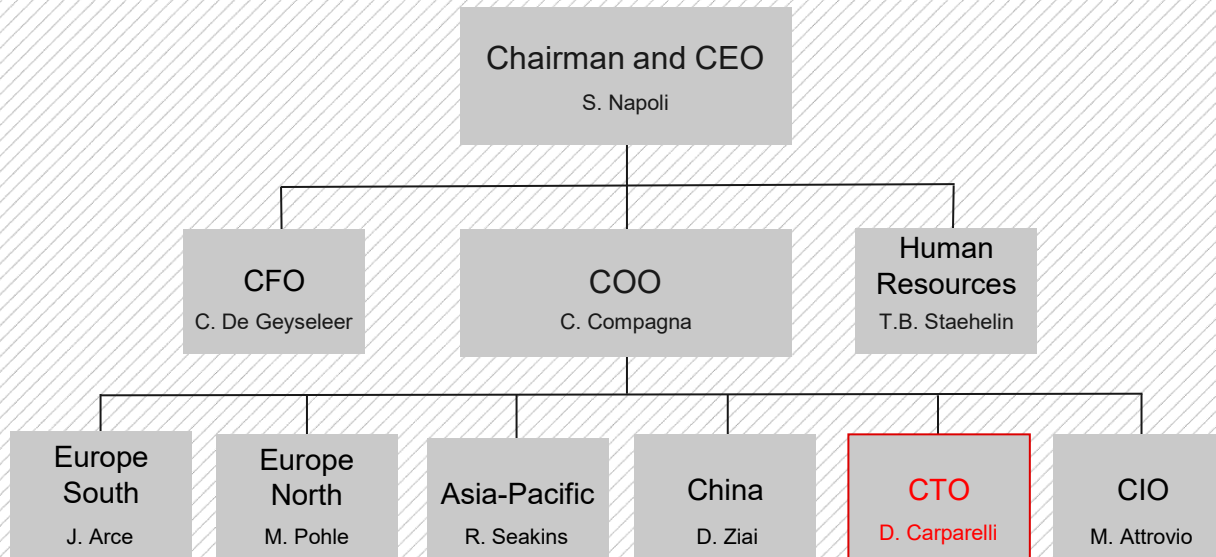 Chairman and CEO
S. Napoli
CFO
C. De Geyseleer
COO
C. Compagna
Human
Resources
T.B. Staehelin
Europe
South
J. Arce
Europe
North
M. Pohle
Asia-Pacific
R. Seakins
China
D. Ziai
CTO
D. Carparelli
CIO
M. Attrovio